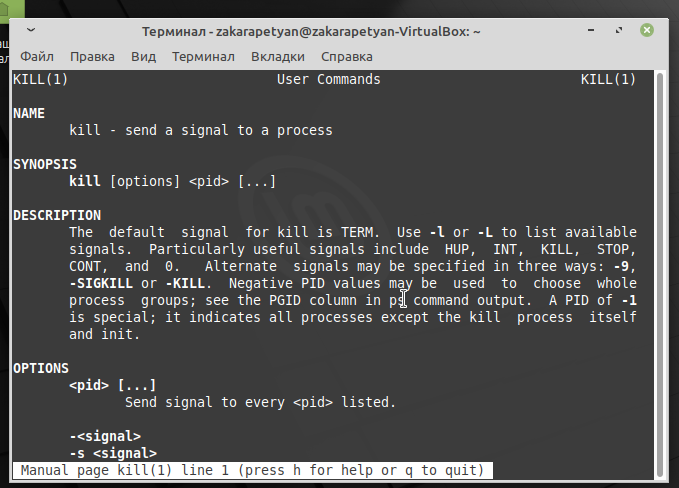 Терминал - zakarapetyan@zakarapetyan-VirtualBox: ~
Файл Правка Вид Терминал Вкладки Справка
KILL(1) User Commands KILL(1)
NAME
kill - send a signal to a process
SYNOPSIS
kill [options] <pid> [...]
DESCRIPTION
The default signal for kill is TERM. Use -l or -L to list available
signals. Particularly useful signals include HUP, INT, KILL, STOP,
CONT, and 0. Alternate signals may be specified in three ways: -9,
-SIGKILL or -KILL. Negative PID values may be used to choose whole
process groups; see the PGID column in ps command output. A PID of -1
is special; it indicates all processes except the kill process itself
and init.
OPTIONS
<pid> [...]
Send signal to every <pid> listed.
-<signal>
-s <signal>
Manual page kill(1) line 1 (press h for help or q to quit)